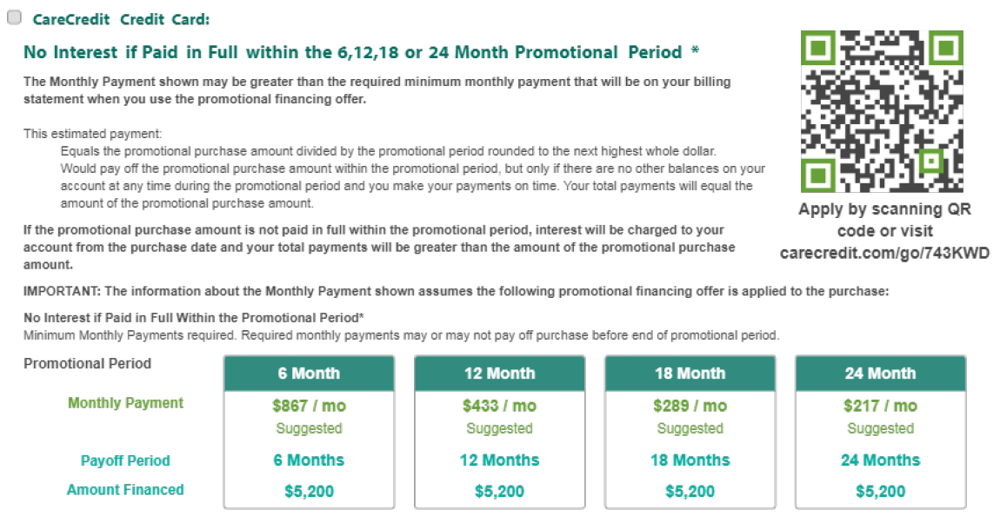 CareCredit Credit Card:
No Interest if Paid in Full within the 6,12,18 or 24 Month Promotional Period *
The Monthly Payment shown may be greater than the required minimum monthly payment that will be on your billing
statement when you use the promotional financing offer.
This estimated payment:
Equals the promotional purchase amount divided by the promotional period rounded to the next highest whole dollar.
Would pay off the promotional purchase amount within the promotional period, but only if there are no other balances on your
account at any time during the promotional period and you make your payments on time. Your total payments will equal the
amount of the promotional purchase amount.
If the promotional purchase amount is not paid in full within the promotional period, interest will be charged to your
account from the purchase date and your total payments will be greater than the amount of the promotional purchase
amount.
Apply by scanning QR
code or visit
carecredit.com/go/743KWD
IMPORTANT: The information about the Monthly Payment shown assumes the following promotional financing offer is applied to the purchase:
No Interest if Paid in Full Within the Promotional Period*
Minimum Monthly Payments required. Required monthly payments may or may not pay off purchase before end of promotional period.
Promotional Period 6 Month 12 Month 18 Month 24 Month
Monthly Payment $867 / mo $433 / mo $289 / mo $217 / mo
Suggested Suggested Suggested Suggested
Payoff Period 6 Months 12 Months 18 Months 24 Months
Amount Financed $5,200 $5,200 $5,200 $5,200